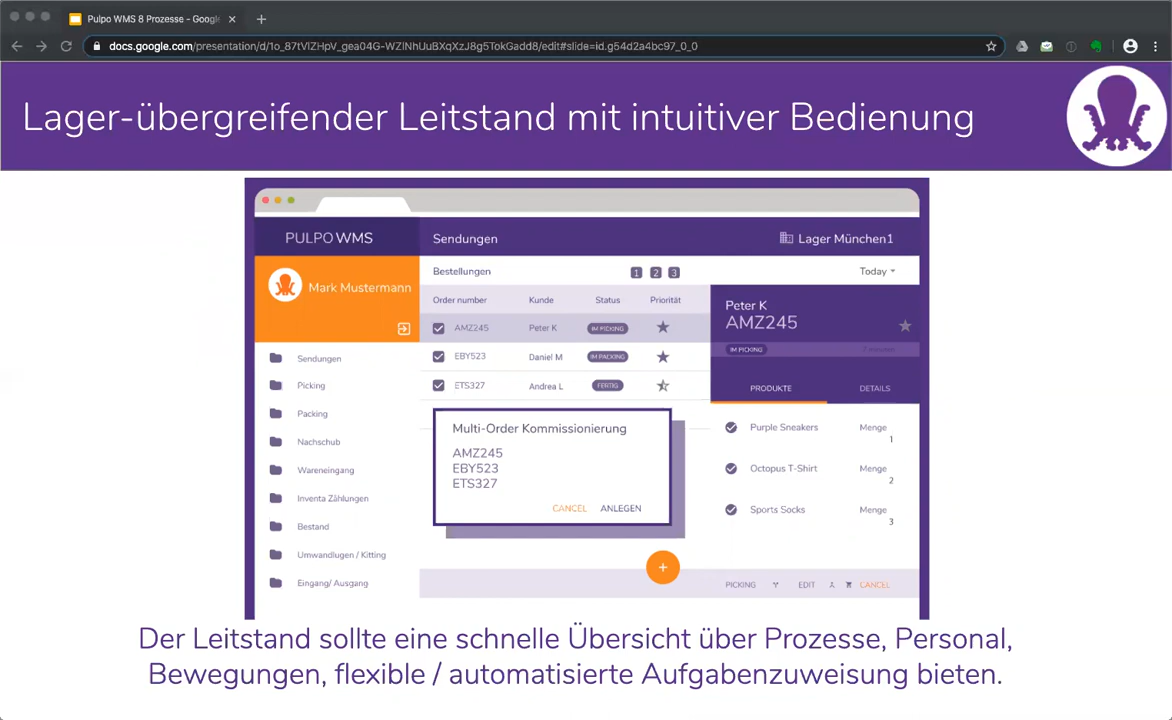 Pulpo WMS 8 Prozesse - Googl
docs.google.com/presentation/d/1o_87tVlZHpV_gea04G-WZlNhUuBXqXzJ8g5TokGadd8/edit#slide=id.g54d2a4bc97_0_0
Lager-übergreifender Leitstand mit intuitiver Bedienung
PULPO WMS
Sendungen
Lager München1
Mark Mustermann
Bestellungen
1 2 3
Today
Order number Kunde Status Priorität
AMZ245 Peter K IM PICKING
EBY523 Daniel M IM PACKING
ETS327 Andrea L FERTIG
Peter K
AMZ245
IM PICKING
PRODUKTE DETAILS
Sendungen
Picking
Packing
Nachschub
Wareneingang
Inventa Zählungen
Bestand
Umwandlugen / Kitting
Eingang/ Ausgang
Multi-Order Kommissionierung
AMZ245
EBY523
ETS327
CANCEL ANLEGEN
Purple Sneakers Menge
1
Octopus T-Shirt Menge
2
Sports Socks Menge
3
+
PICKING EDIT CANCEL
Der Leitstand sollte eine schnelle Übersicht über Prozesse, Personal,
Bewegungen, flexible / automatisierte Aufgabenzuweisung bieten.